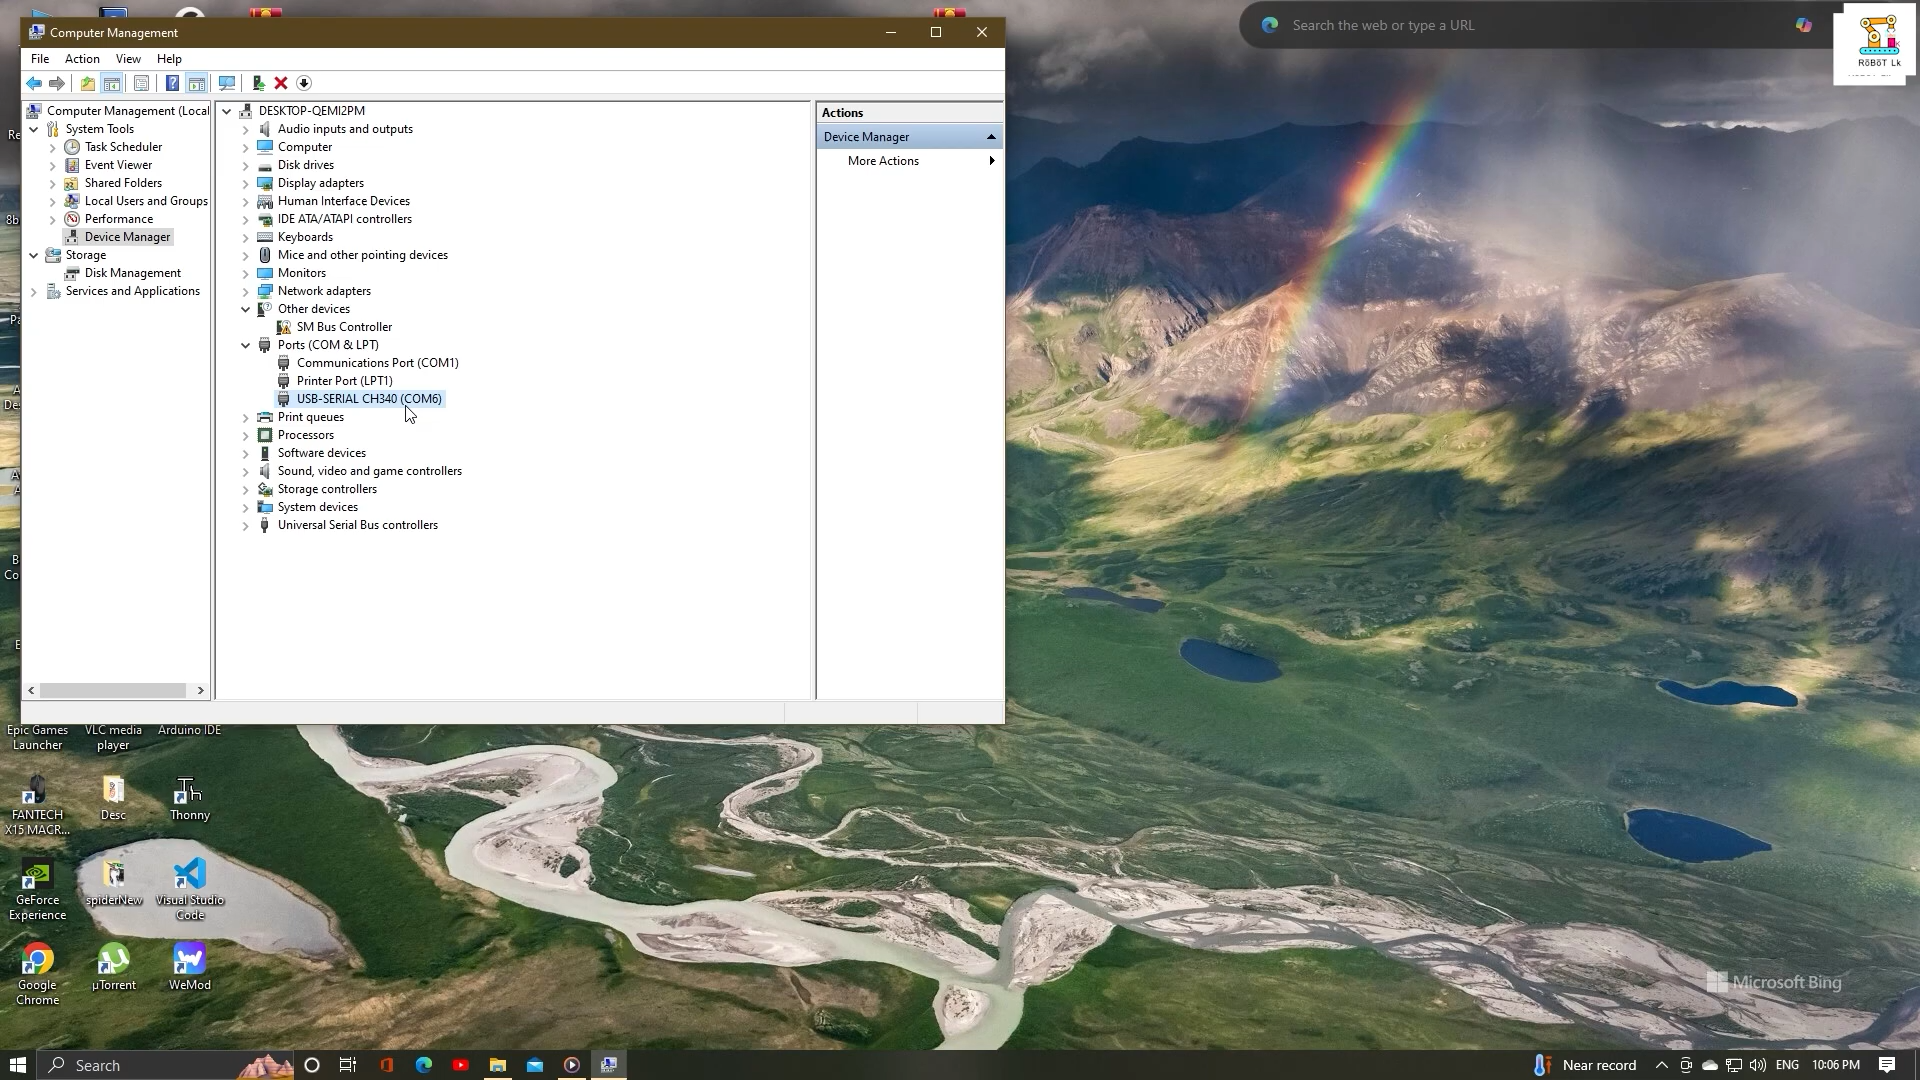 Computer Management
File Action View Help
Computer Management (Local
System Tools
Task Scheduler
Event Viewer
Shared Folders
Local Users and Groups
Performance
Device Manager
Storage
Disk Management
Services and Applications
DESKTOP-QEMI2PM
Audio inputs and outputs
Computer
Disk drives
Display adapters
Human Interface Devices
IDE ATA/ATAPI controllers
Keyboards
Mice and other pointing devices
Monitors
Network adapters
Other devices
SM Bus Controller
Ports (COM & LPT)
Communications Port (COM1)
Printer Port (LPT1)
USB-SERIAL CH340 (COM6)
Print queues
Processors
Software devices
Sound, video and game controllers
Storage controllers
System devices
Universal Serial Bus controllers
Actions
Device Manager
More Actions
Search the web or type a URL
RöBöT Lk
Epic Games
Launcher
VLC media
player
Arduino IDE
FANTECH
X15 MACR...
Desc
Thonny
GeForce
Experience
spiderNew
Visual Studio
Code
Google
Chrome
µTorrent
WeMod
Microsoft Bing
Search
Near record
ENG
10:06 PM